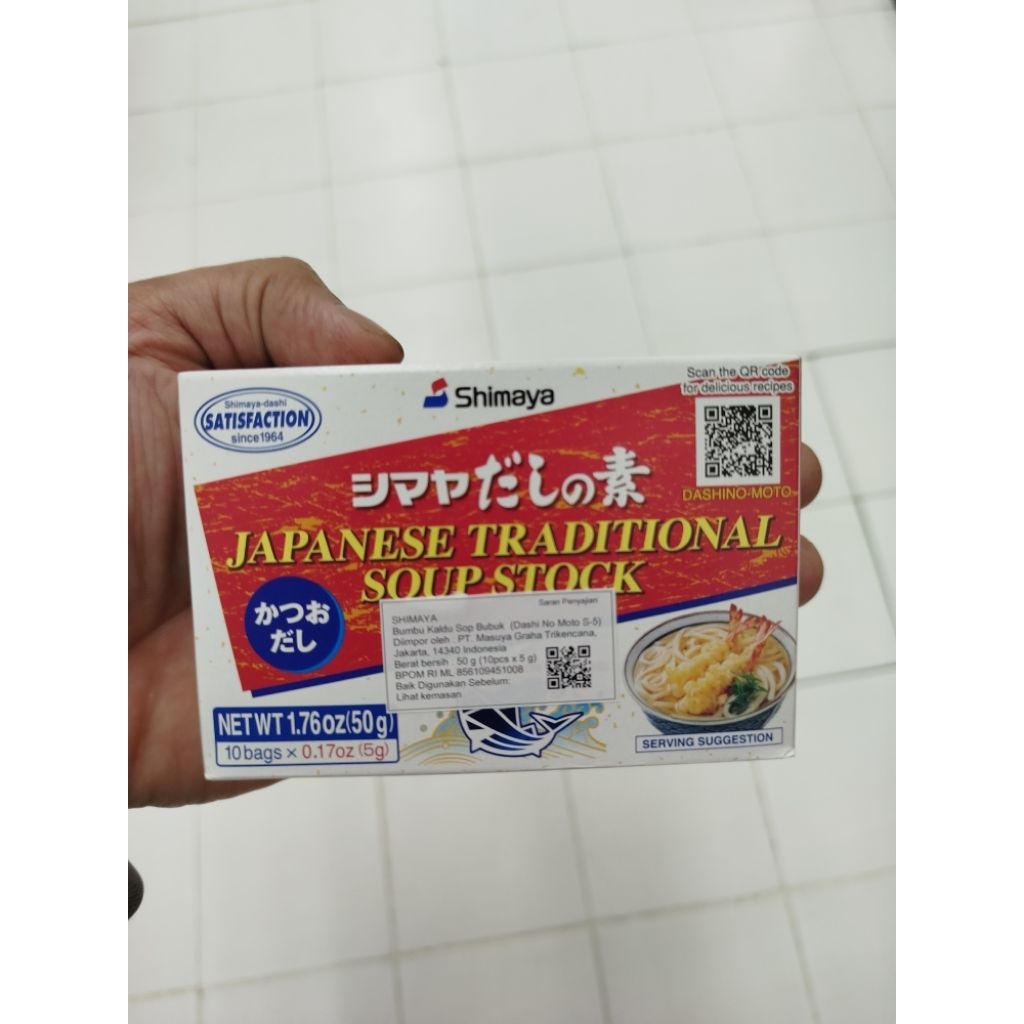 Shimaya-dashi
SATISFACTION
since1964
Shimaya
Scan the QR code
for delicious recipes
DASHINO-MOTO
シマヤだしの素
JAPANESE TRADITIONAL
SOUP STOCK
かつお
だし
Saran Penyajian
SHIMAYA
Bumbu Kaldu Sop Bubuk (Dashi No Moto S-5)
Diimpor oleh : PT. Masuya Graha Trikencana,
Jakarta, 14340 Indonesia
Berat bersih : 50 g (10pcs x 5 g)
BPOM RI ML 856109451008
Baik Digunakan Sebelum:
Lihat kemasan
NET WT 1.76oz(50g)
10 bags × 0.17oz (5g)
SERVING SUGGESTION